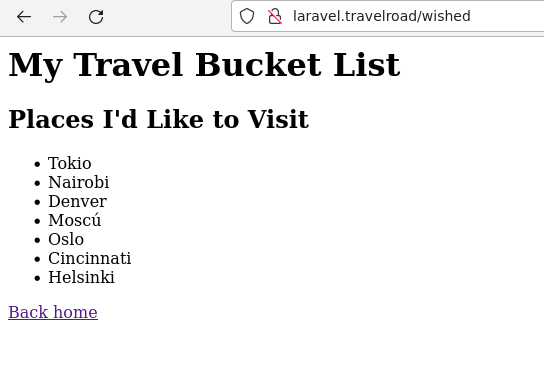 laravel.travelroad/wished
My Travel Bucket List
Places I'd Like to Visit
Tokio
Nairobi
Denver
Moscú
Oslo
Cincinnati
Helsinki
Back home